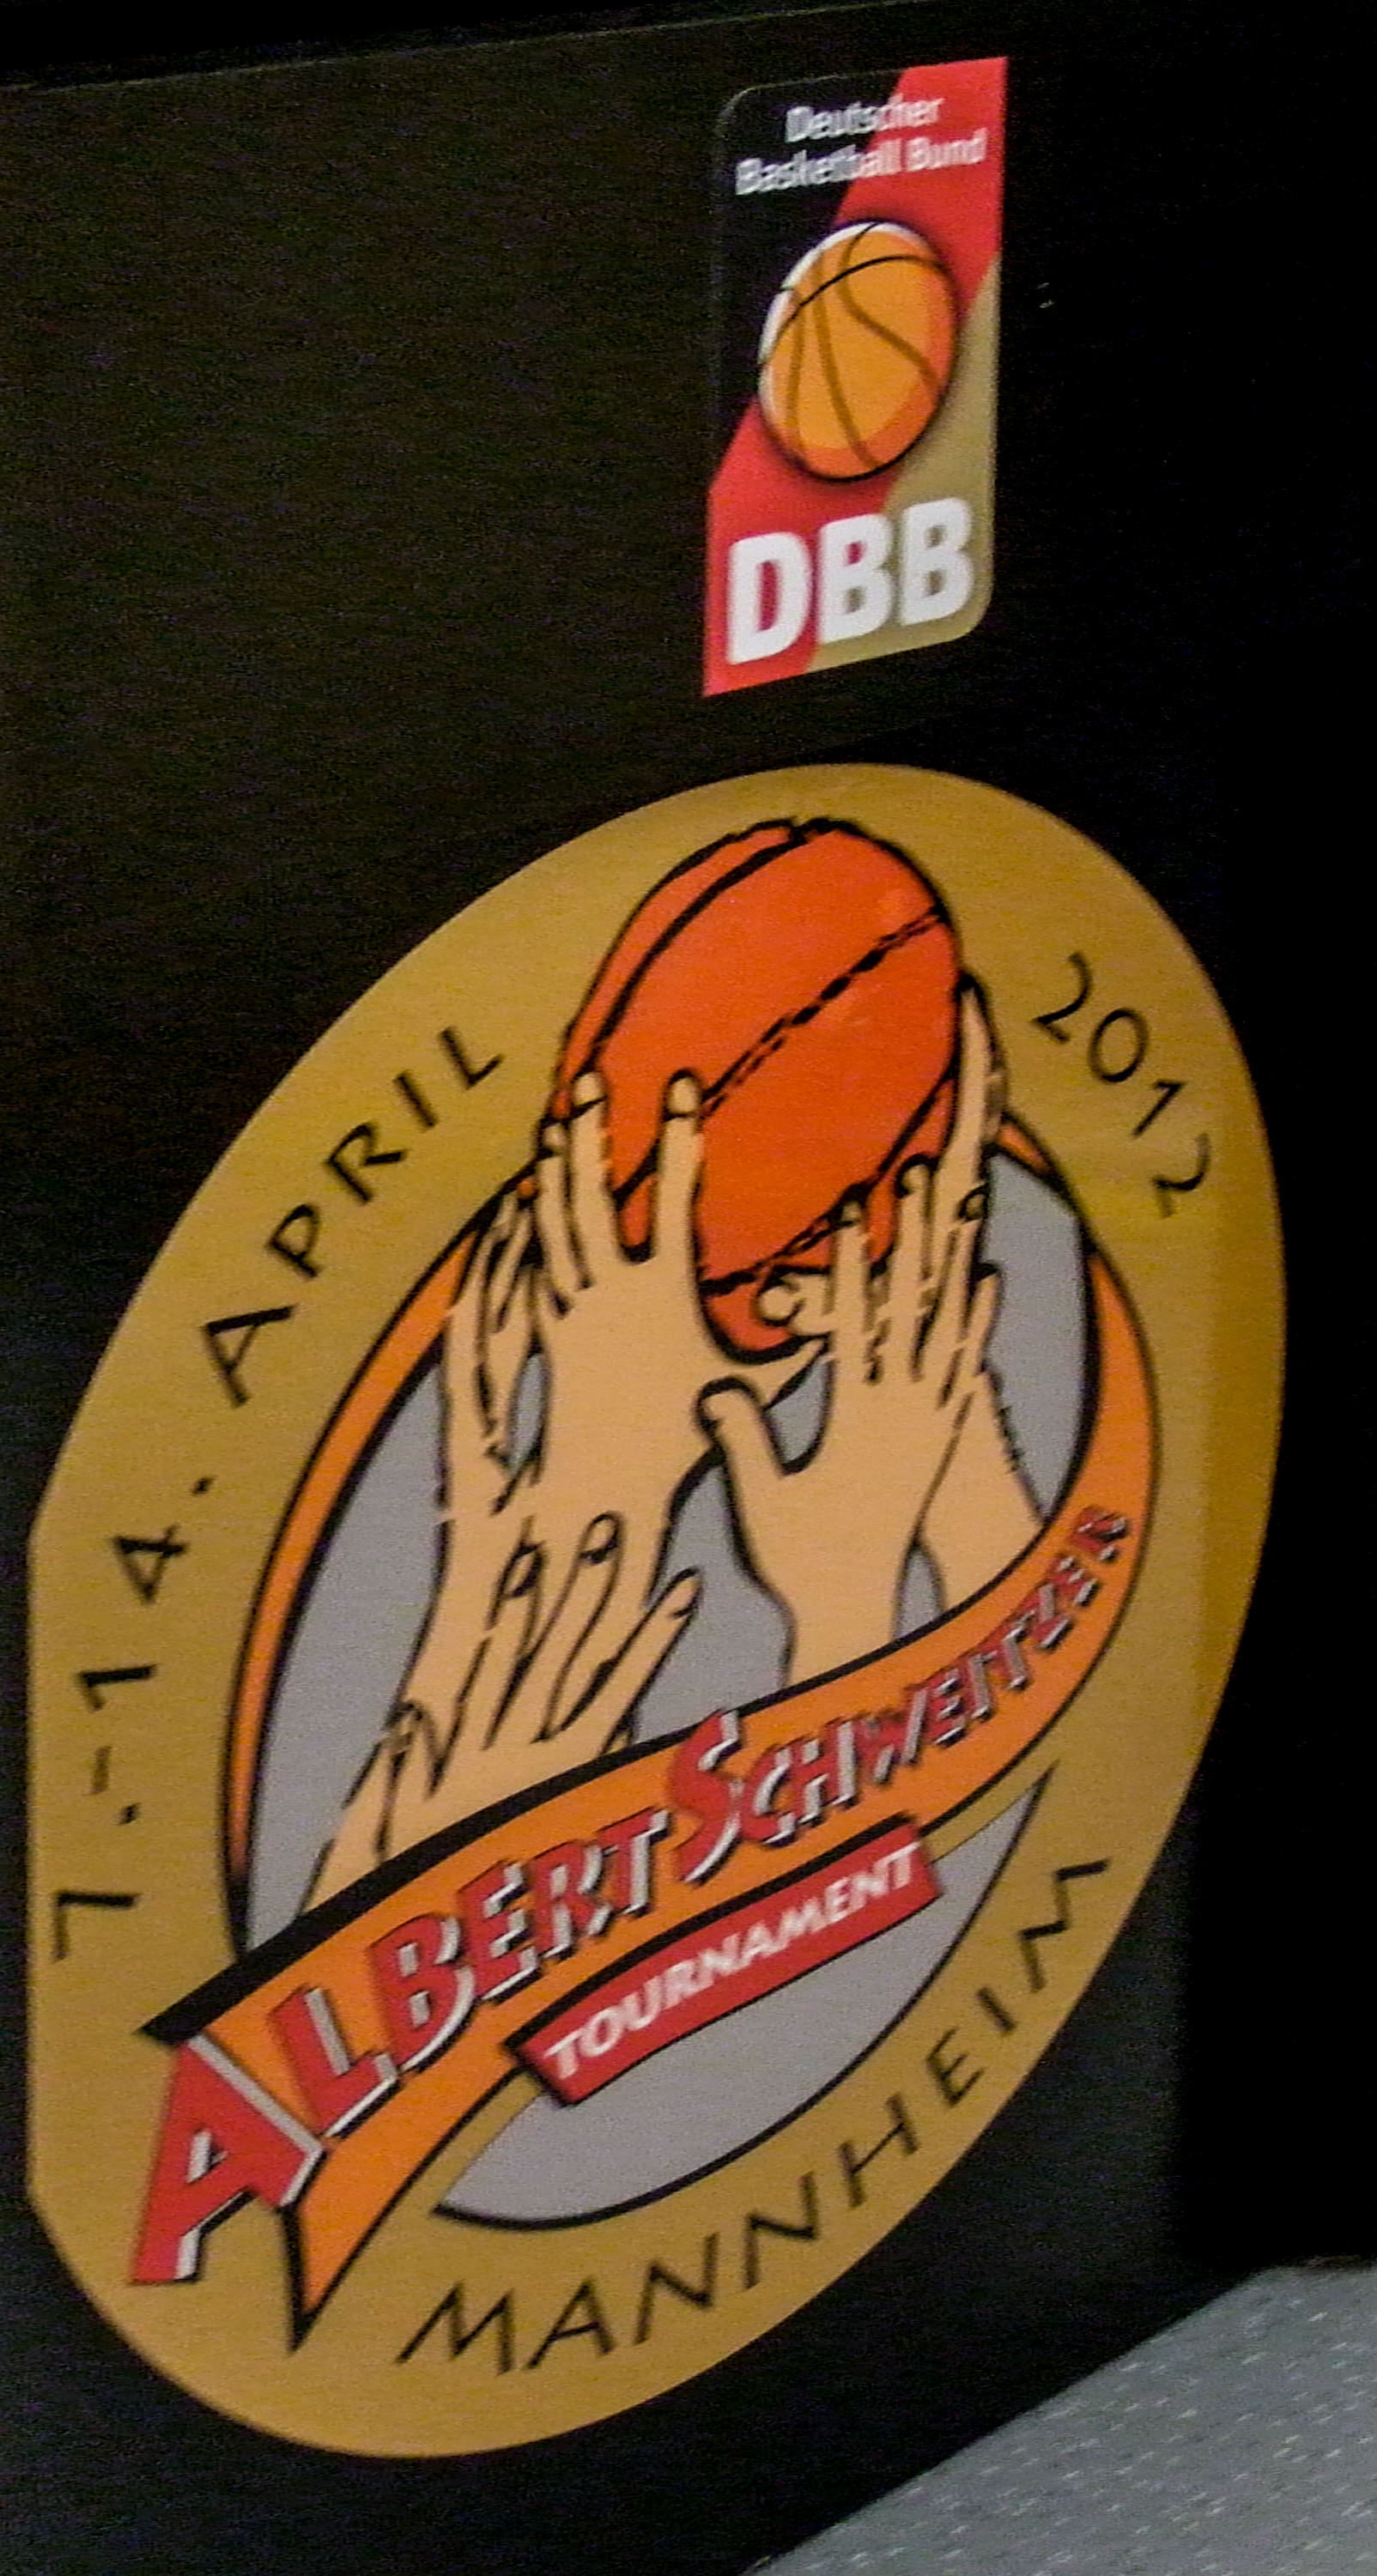 Deutscher
Basketball Bund
DBB
7.-14. APRIL 2012
ALBERT SCHWEITZER
TOURNAMENT
MANNHEIM